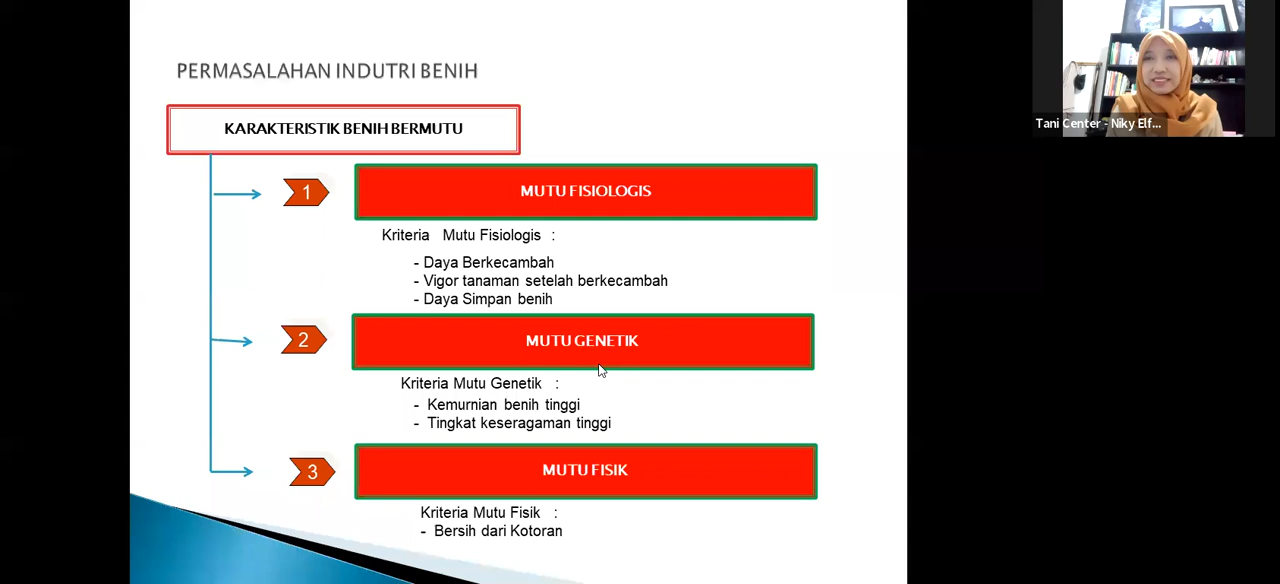 PERMASALAHAN INDUTRI BENIH
Tani Center - Niky Elf...
KARAKTERISTIK BENIH BERMUTU
1
MUTU FISIOLOGIS
Kriteria Mutu Fisiologis :
- Daya Berkecambah
- Vigor tanaman setelah berkecambah
- Daya Simpan benih
2
MUTU GENETIK
Kriteria Mutu Genetik :
- Kemurnian benih tinggi
- Tingkat keseragaman tinggi
3
MUTU FISIK
Kriteria Mutu Fisik :
- Bersih dari Kotoran